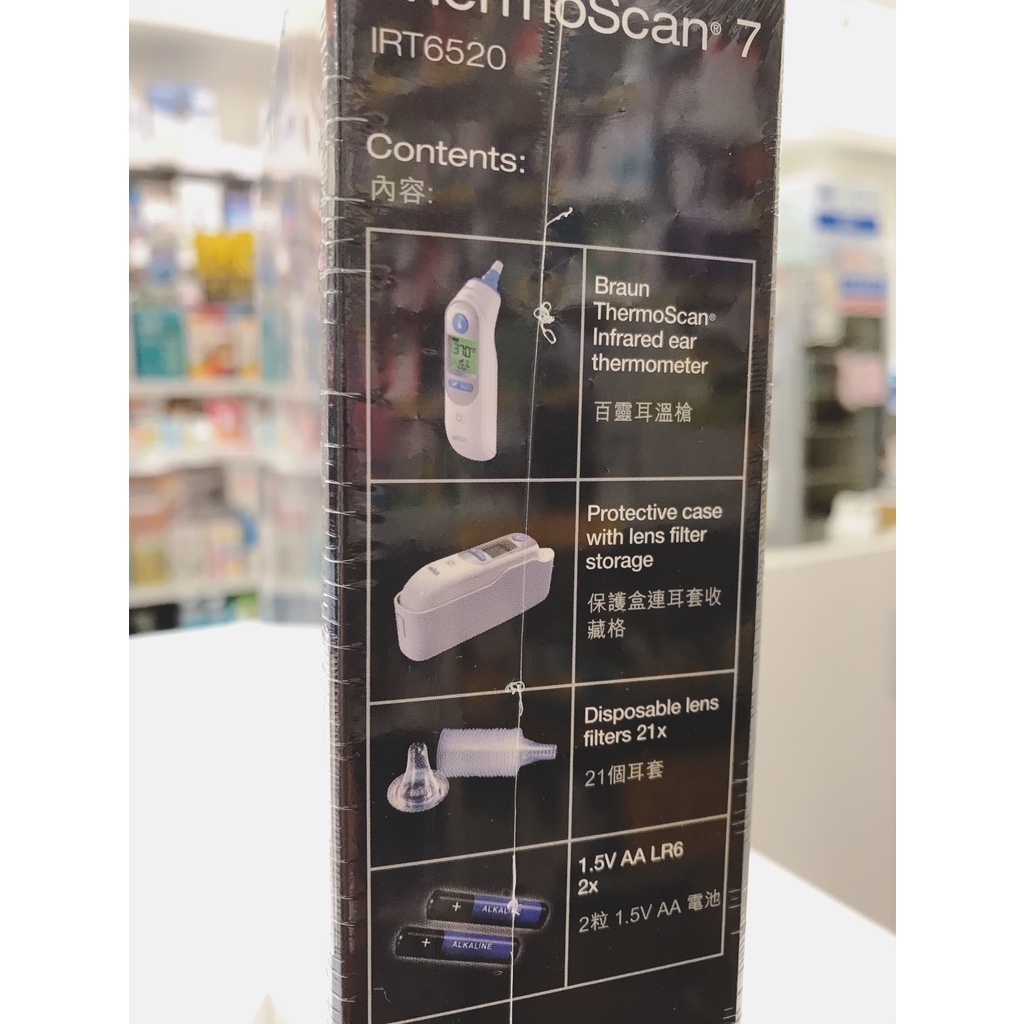 ThermoScan® 7
IRT6520
Contents:
內容:
Braun
ThermoScan®
Infrared ear
thermometer
百靈耳溫槍
Protective case
with lens filter
storage
保護盒連耳套收
藏格
Disposable lens
filters 21x
21個耳套
1.5V AA LR6
2x
2粒 1.5V AA 電池
ALKALINE
ALKALINE